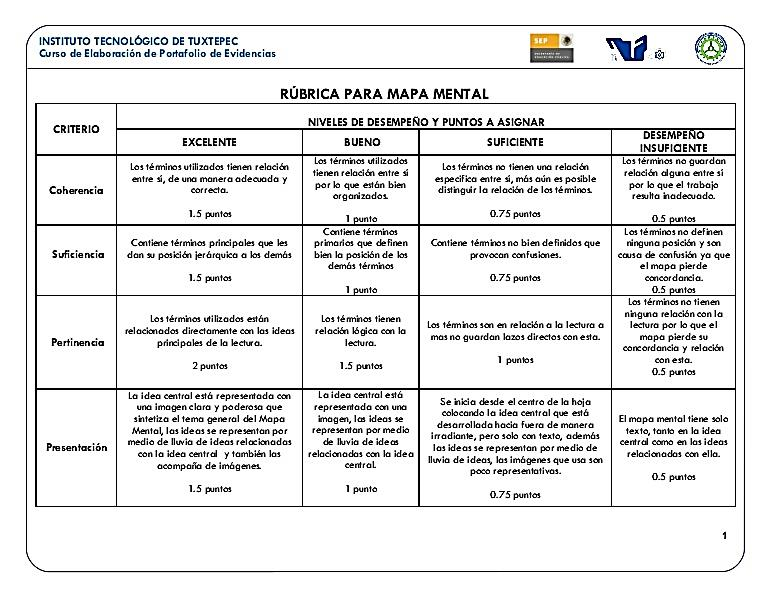 INSTITUTO TECNOLÓGICO DE TUXTEPEC
Curso de Elaboración de Portafolio de Evidencias
SEP
RÚBRICA PARA MAPA MENTAL
CRITERIO
NIVELES DE DESEMPEÑO Y PUNTOS A ASIGNAR
EXCELENTE
BUENO
SUFICIENTE
DESEMPEÑO
INSUFICIENTE
Coherencia
Los términos utilizados tienen relación
entre sí, de una manera adecuada y
correcta.
1.5 puntos
Los términos utilizados
tienen relación entre sí
por lo que están bien
organizados.
1 punto
Los términos no tienen una relación
especifica entre sí, más aún es posible
distinguir la relación de los términos.
0.75 puntos
Los términos no guardan
relación alguna entre sí
por lo que el trabajo
resulta inadecuado.
0.5 puntos
Suficiencia
Contiene términos principales que les
dan su posición jerárquica a los demás
1.5 puntos
Contiene términos
primarios que definen
bien la posición de los
demás términos
1 punto
Contiene términos no bien definidos que
provocan confusiones.
0.75 puntos
Los términos no definen
ninguna posición y son
causa de confusión ya que
el mapa pierde
concordancia.
0.5 puntos
Pertinencia
Los términos utilizados están
relacionados directamente con las ideas
principales de la lectura.
2 puntos
Los términos tienen
relación lógica con la
lectura.
1.5 puntos
Los términos son en relación a la lectura a
mas no guardan lazos directos con esta.
1 puntos
Los términos no tienen
ninguna relación con la
lectura por lo que el
mapa pierde su
concordancia y relación
con esta.
0.5 puntos
Presentación
La idea central está representada con
una imagen clara y poderosa que
sintetiza el tema general del Mapa
Mental, las ideas se representan por
medio de lluvia de ideas relacionadas
con la idea central y también las
acompaña de imágenes.
1.5 puntos
La idea central está
representada con una
imagen, las ideas se
representan por medio
de lluvia de ideas
relacionadas con la idea
central.
1 punto
Se inicia desde el centro de la hoja
colocando la idea central que está
desarrollada hacia fuera de manera
irradiante, pero solo con texto, además
las ideas se representan por medio de
lluvia de ideas, las imágenes que usa son
poco representativas.
0.75 puntos
El mapa mental tiene solo
texto, tanto en la idea
central como en las ideas
relacionadas con ella.
0.5 puntos
1